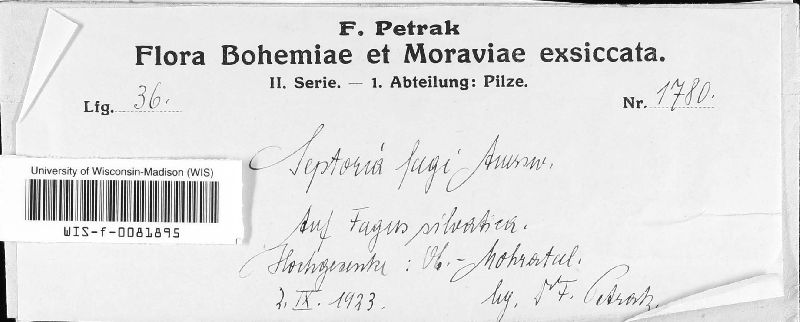 F. Petrak
Flora Bohemiae et Moraviae exsiccata.
II. Serie. — 1. Abteilung: Pilze.
Lfg. 36. Nr. 1780.
Septoria fagi Auersw.
University of Wisconsin-Madison (WIS)
WIS-f-0081895
Auf Fagus silvatica.
Hochgesenke: Ob.-Mohratal.
2. IX. 1923. lg. Dr F. Petrak.